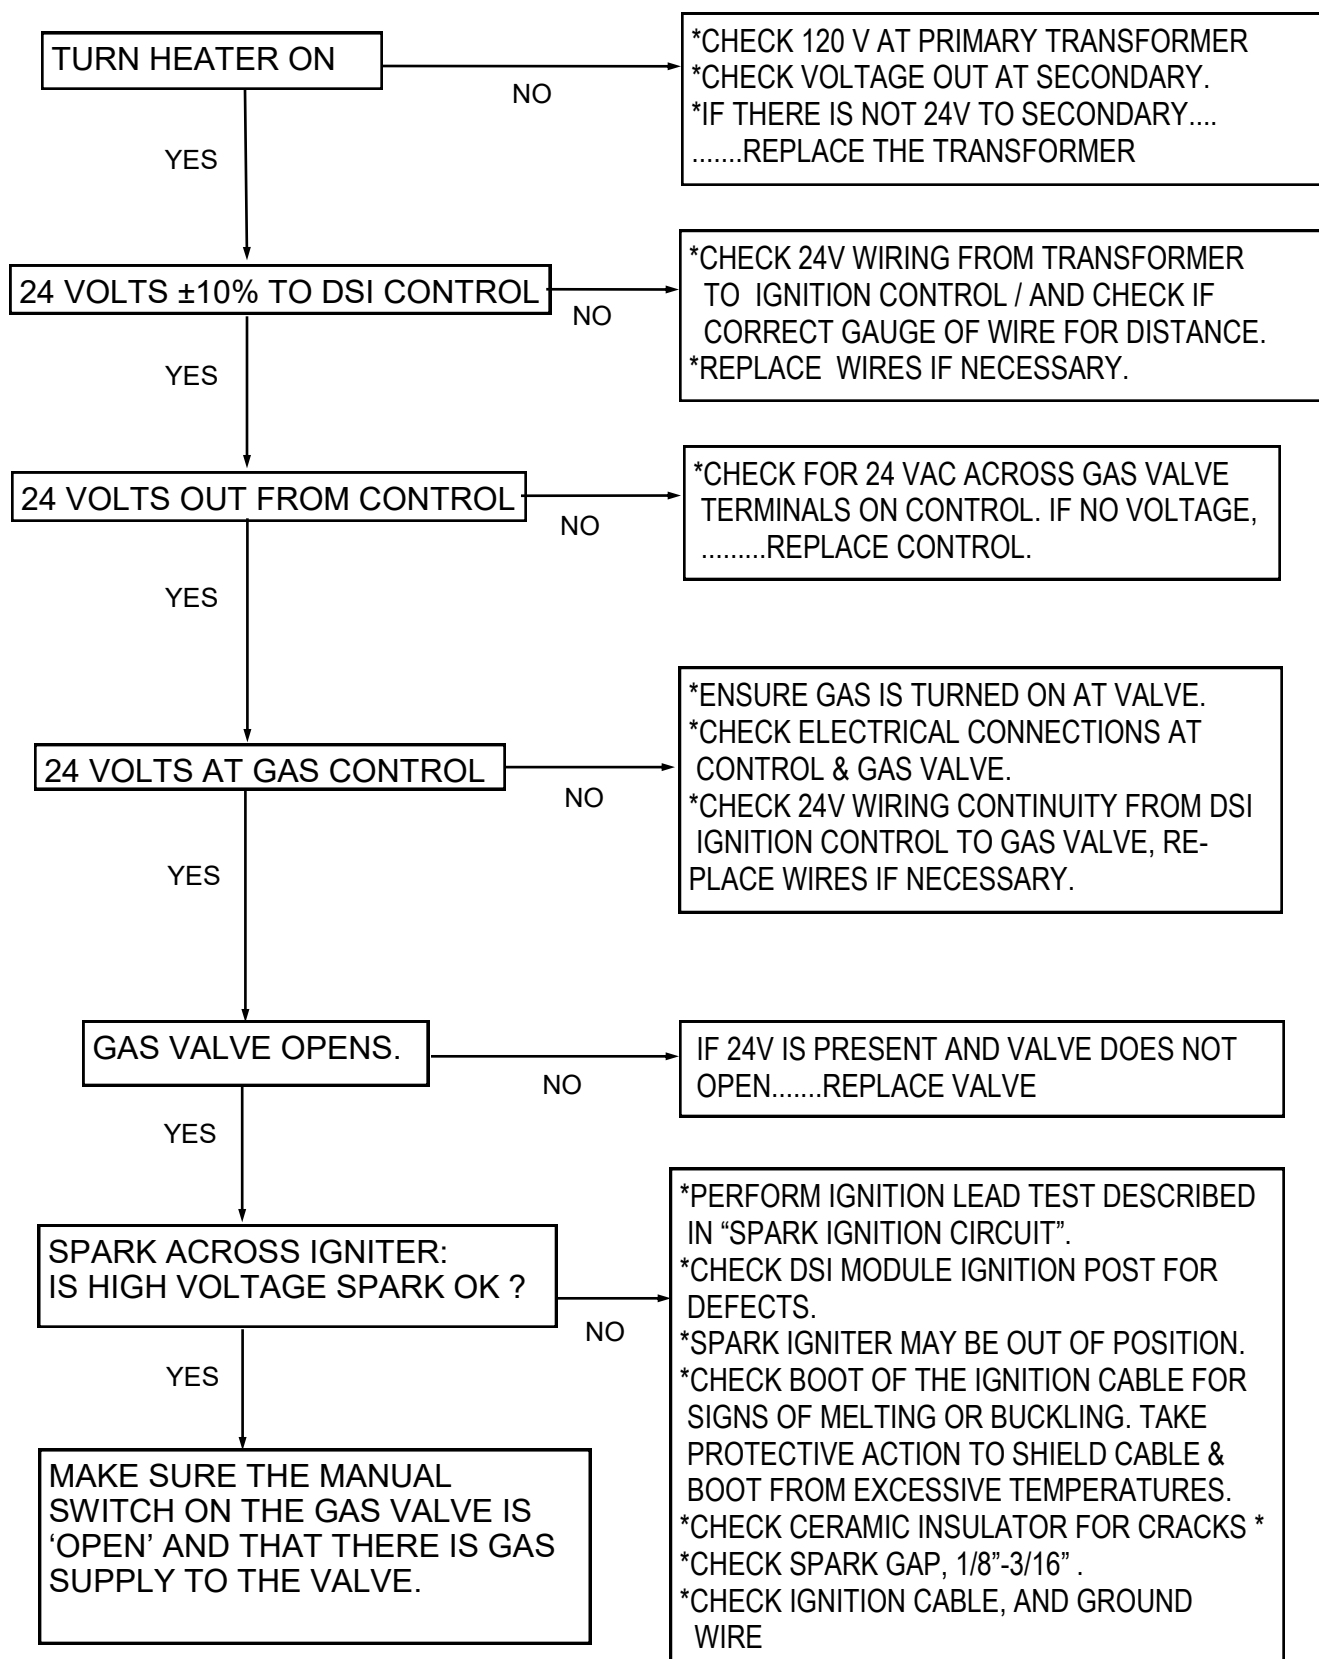 TURN HEATER ON
NO
*CHECK 120 V AT PRIMARY TRANSFORMER
*CHECK VOLTAGE OUT AT SECONDARY.
*IF THERE IS NOT 24V TO SECONDARY....
.......REPLACE THE TRANSFORMER
YES
24 VOLTS ±10% TO DSI CONTROL
NO
*CHECK 24V WIRING FROM TRANSFORMER
TO IGNITION CONTROL / AND CHECK IF
CORRECT GAUGE OF WIRE FOR DISTANCE.
*REPLACE WIRES IF NECESSARY.
YES
24 VOLTS OUT FROM CONTROL
NO
*CHECK FOR 24 VAC ACROSS GAS VALVE
TERMINALS ON CONTROL. IF NO VOLTAGE,
.........REPLACE CONTROL.
YES
24 VOLTS AT GAS CONTROL
NO
*ENSURE GAS IS TURNED ON AT VALVE.
*CHECK ELECTRICAL CONNECTIONS AT
CONTROL & GAS VALVE.
*CHECK 24V WIRING CONTINUITY FROM DSI
IGNITION CONTROL TO GAS VALVE, RE-
PLACE WIRES IF NECESSARY.
YES
GAS VALVE OPENS.
NO
IF 24V IS PRESENT AND VALVE DOES NOT
OPEN.......REPLACE VALVE
YES
SPARK ACROSS IGNITER:
IS HIGH VOLTAGE SPARK OK ?
NO
*PERFORM IGNITION LEAD TEST DESCRIBED
IN “SPARK IGNITION CIRCUIT”.
*CHECK DSI MODULE IGNITION POST FOR
DEFECTS.
*SPARK IGNITER MAY BE OUT OF POSITION.
*CHECK BOOT OF THE IGNITION CABLE FOR
SIGNS OF MELTING OR BUCKLING. TAKE
PROTECTIVE ACTION TO SHIELD CABLE &
BOOT FROM EXCESSIVE TEMPERATURES.
*CHECK CERAMIC INSULATOR FOR CRACKS *
*CHECK SPARK GAP, 1/8”-3/16” .
*CHECK IGNITION CABLE, AND GROUND
WIRE
YES
MAKE SURE THE MANUAL
SWITCH ON THE GAS VALVE IS
‘OPEN’ AND THAT THERE IS GAS
SUPPLY TO THE VALVE.